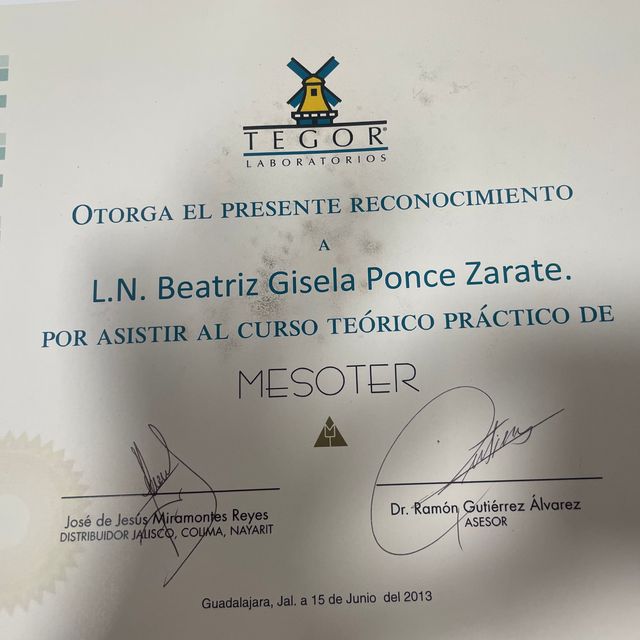 TEGOR®
LABORATÓRIOS
OTORGA EL PRESENTE RECONOCIMIENTO
A
L.N. Beatriz Gisela Ponce Zarate.
POR ASISTIR AL CURSO TEÓRICO PRÁCTICO DE
MESOTER
José de Jesús Miramontes Reyes
DISTRIBUIDOR JALISCO, COLIMA, NAYARIT
Dr. Ramón Gutiérrez Álvarez
ASESOR
Guadalajara, Jal. a 15 de Junio del 2013